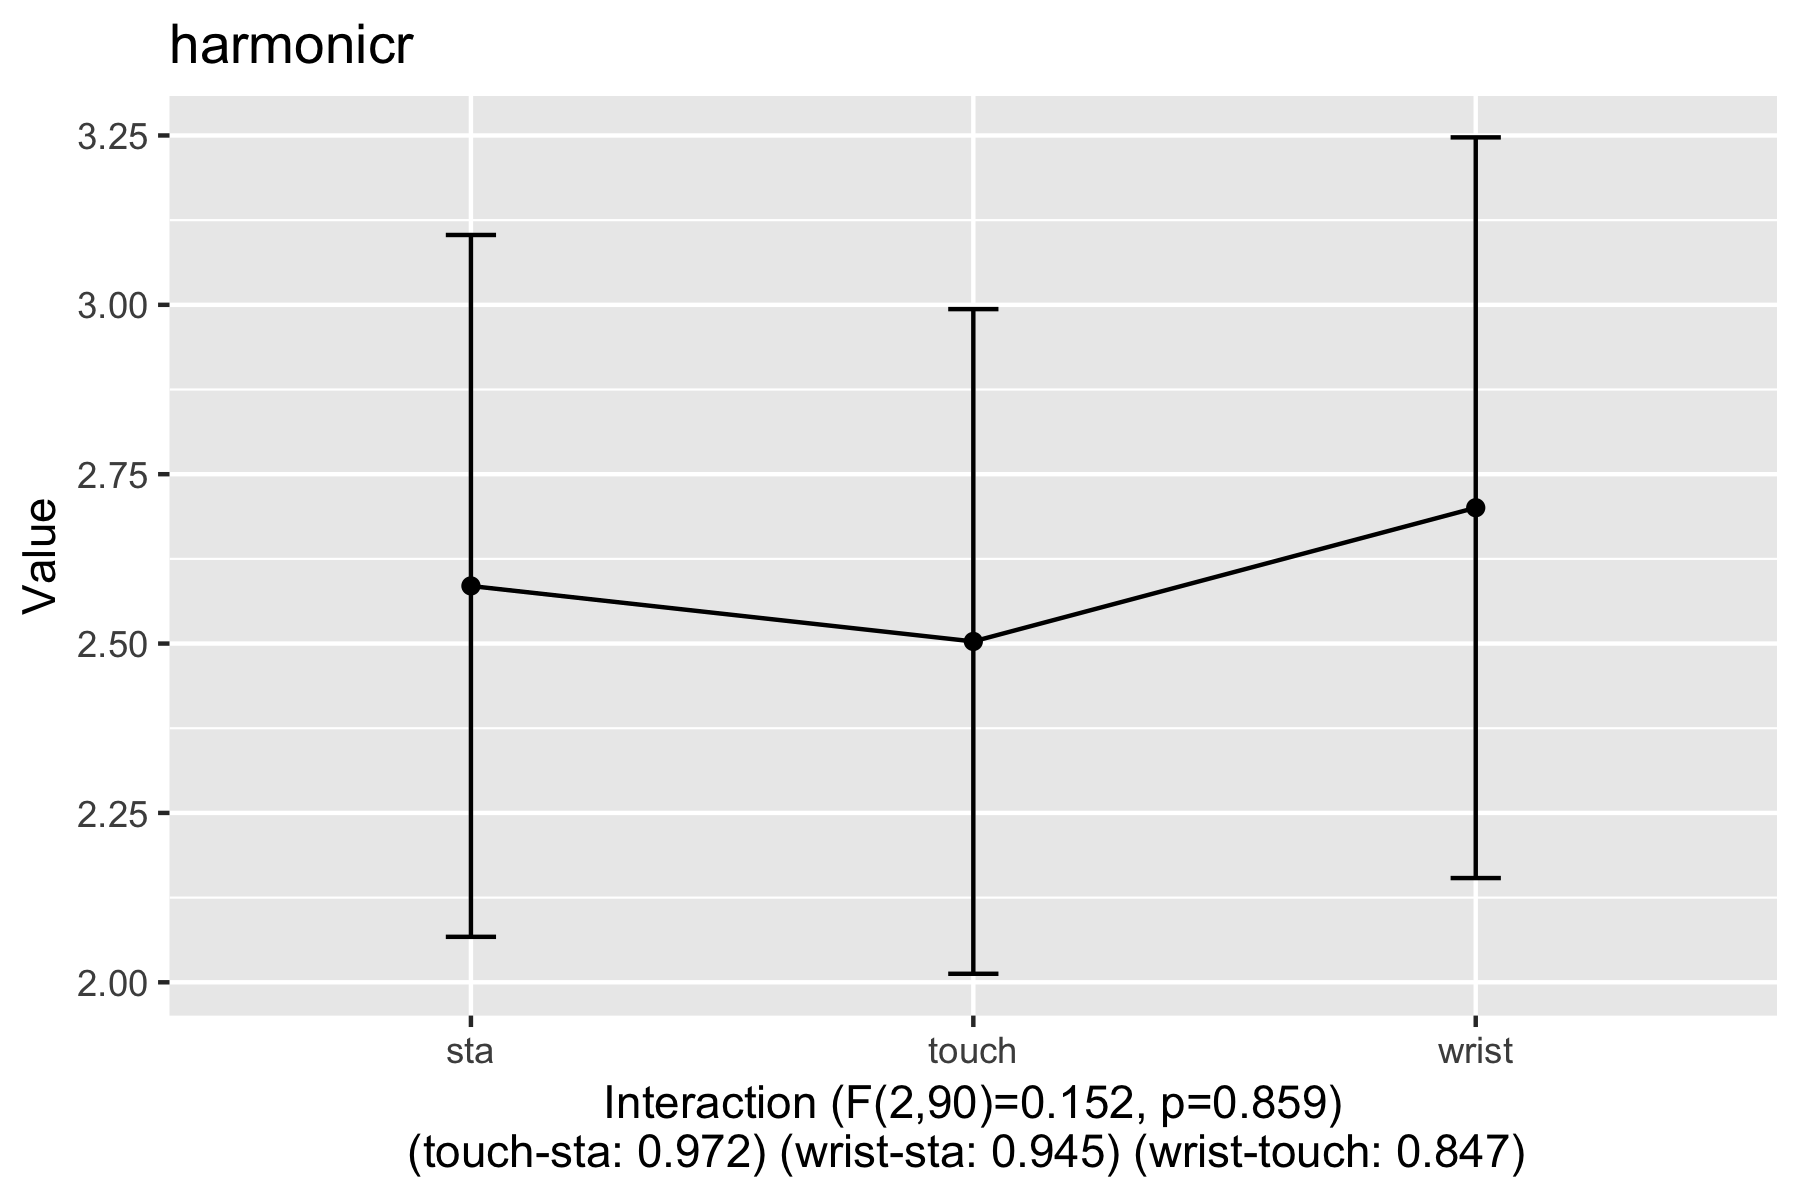 harmonicr
3.25
3.00
2.75
2.50
2.25
2.00
Value
sta
touch
wrist
Interaction (F(2,90)=0.152, p=0.859)
(touch-sta: 0.972) (wrist-sta: 0.945) (wrist-touch: 0.847)